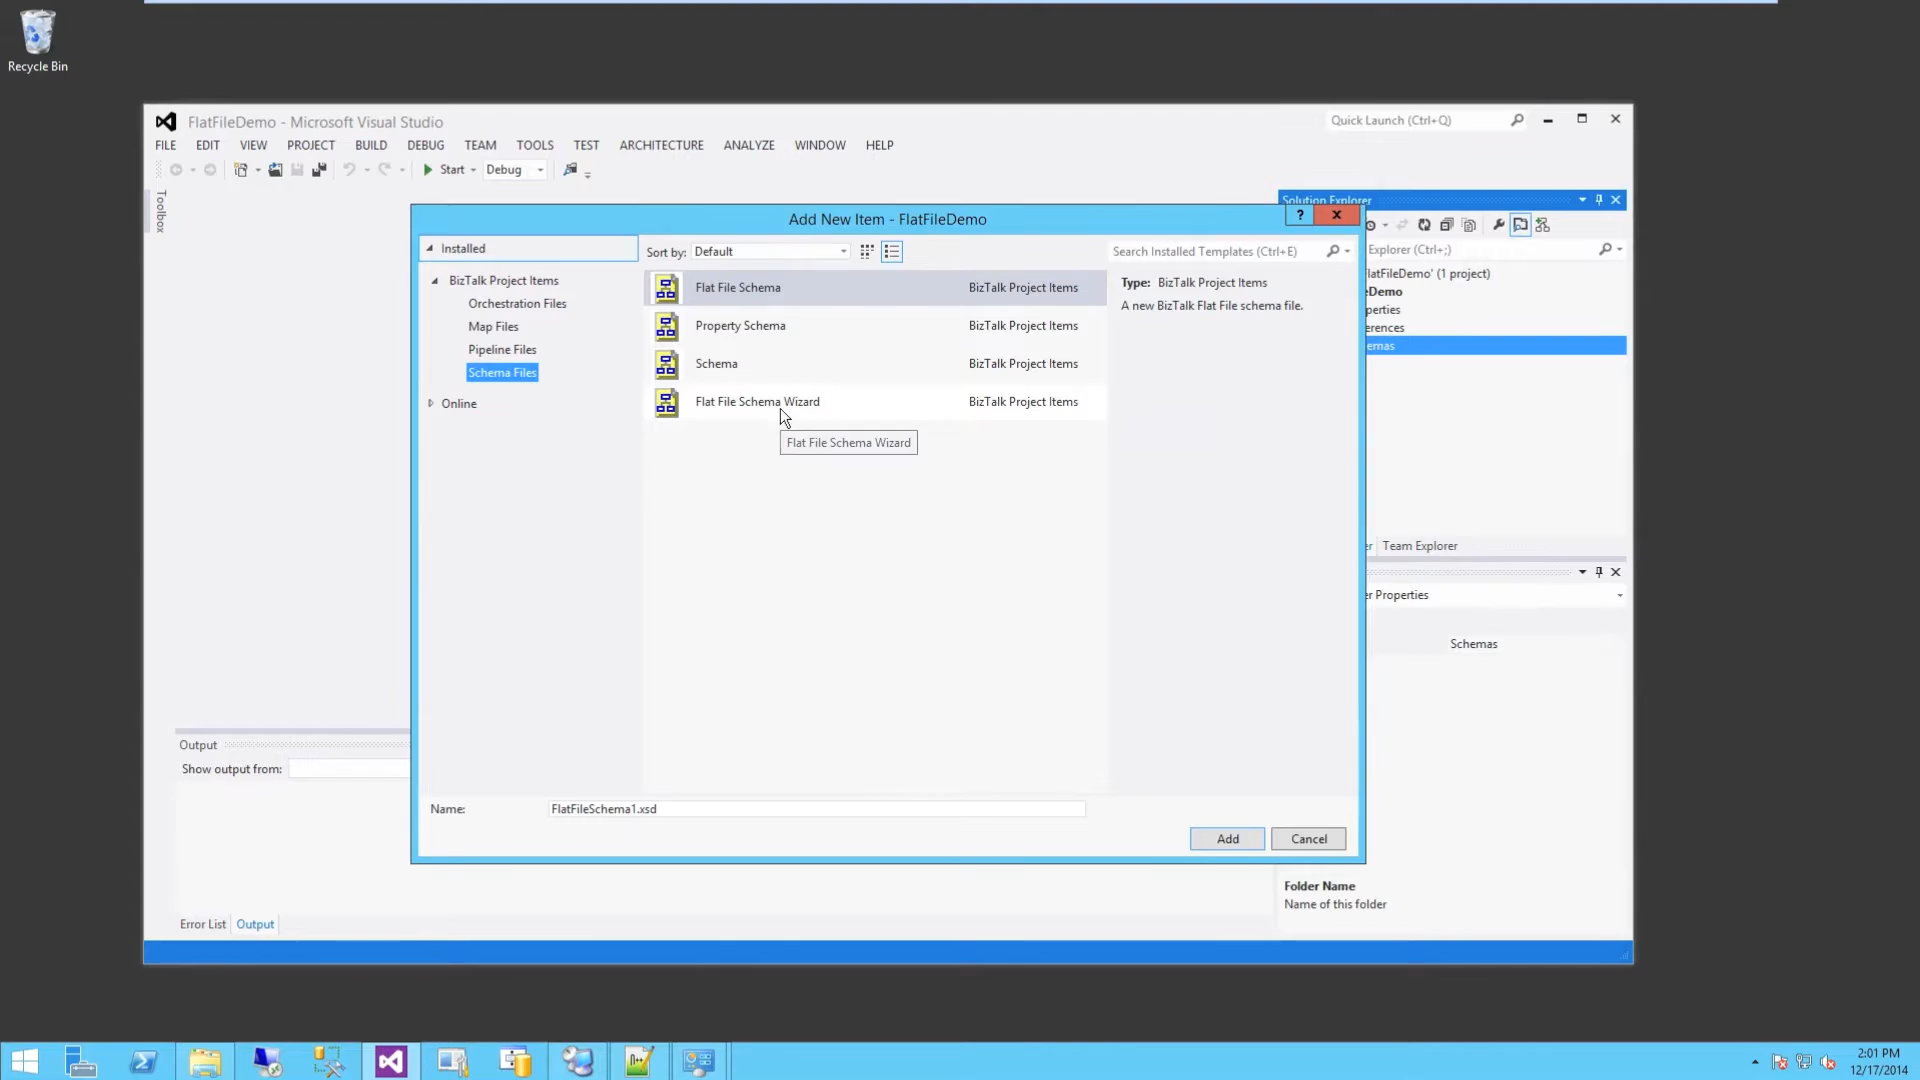 Recycle Bin
FlatFileDemo - Microsoft Visual Studio
Quick Launch (Ctrl+Q)
FILE EDIT VIEW PROJECT BUILD DEBUG TEAM TOOLS TEST ARCHITECTURE ANALYZE WINDOW HELP
Start Debug
Toolbox
Solution Explorer
Add New Item - FlatFileDemo
?
Installed
Sort by: Default
Search Installed Templates (Ctrl+E)
Explorer (Ctrl+;)
BizTalk Project Items
Orchestration Files
Map Files
Pipeline Files
Schema Files
Online
Flat File Schema BizTalk Project Items
Property Schema BizTalk Project Items
Schema BizTalk Project Items
Flat File Schema Wizard BizTalk Project Items
Flat File Schema Wizard
Type: BizTalk Project Items
A new BizTalk Flat File schema file.
latFileDemo' (1 project)
eDemo
perties
erences
emas
er Team Explorer
er Properties
Schemas
Output
Show output from:
Name: FlatFileSchema1.xsd
Add Cancel
Folder Name
Name of this folder
Error List Output
2:01 PM
12/17/2014